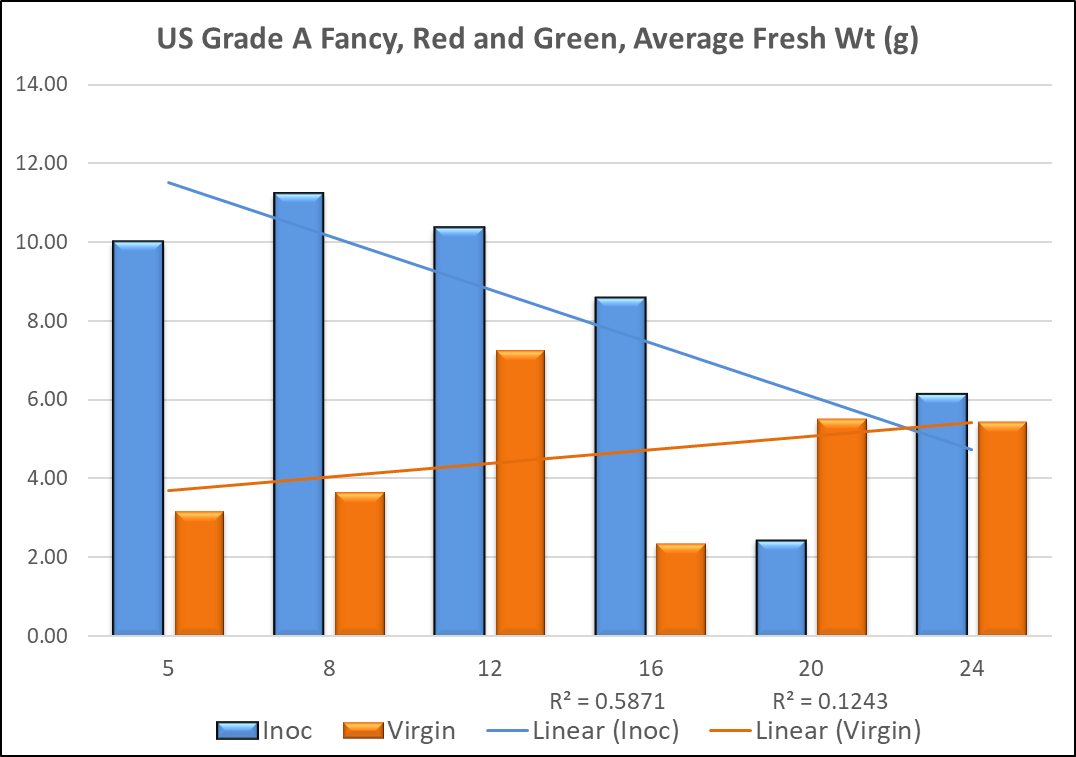 US Grade A Fancy, Red and Green, Average Fresh Wt (g)
14.00
12.00
10.00
8.00
6.00
4.00
2.00
0.00
5 8 12 16 20 24
R² = 0.5871 R² = 0.1243
Inoc Virgin Linear (Inoc) Linear (Virgin)